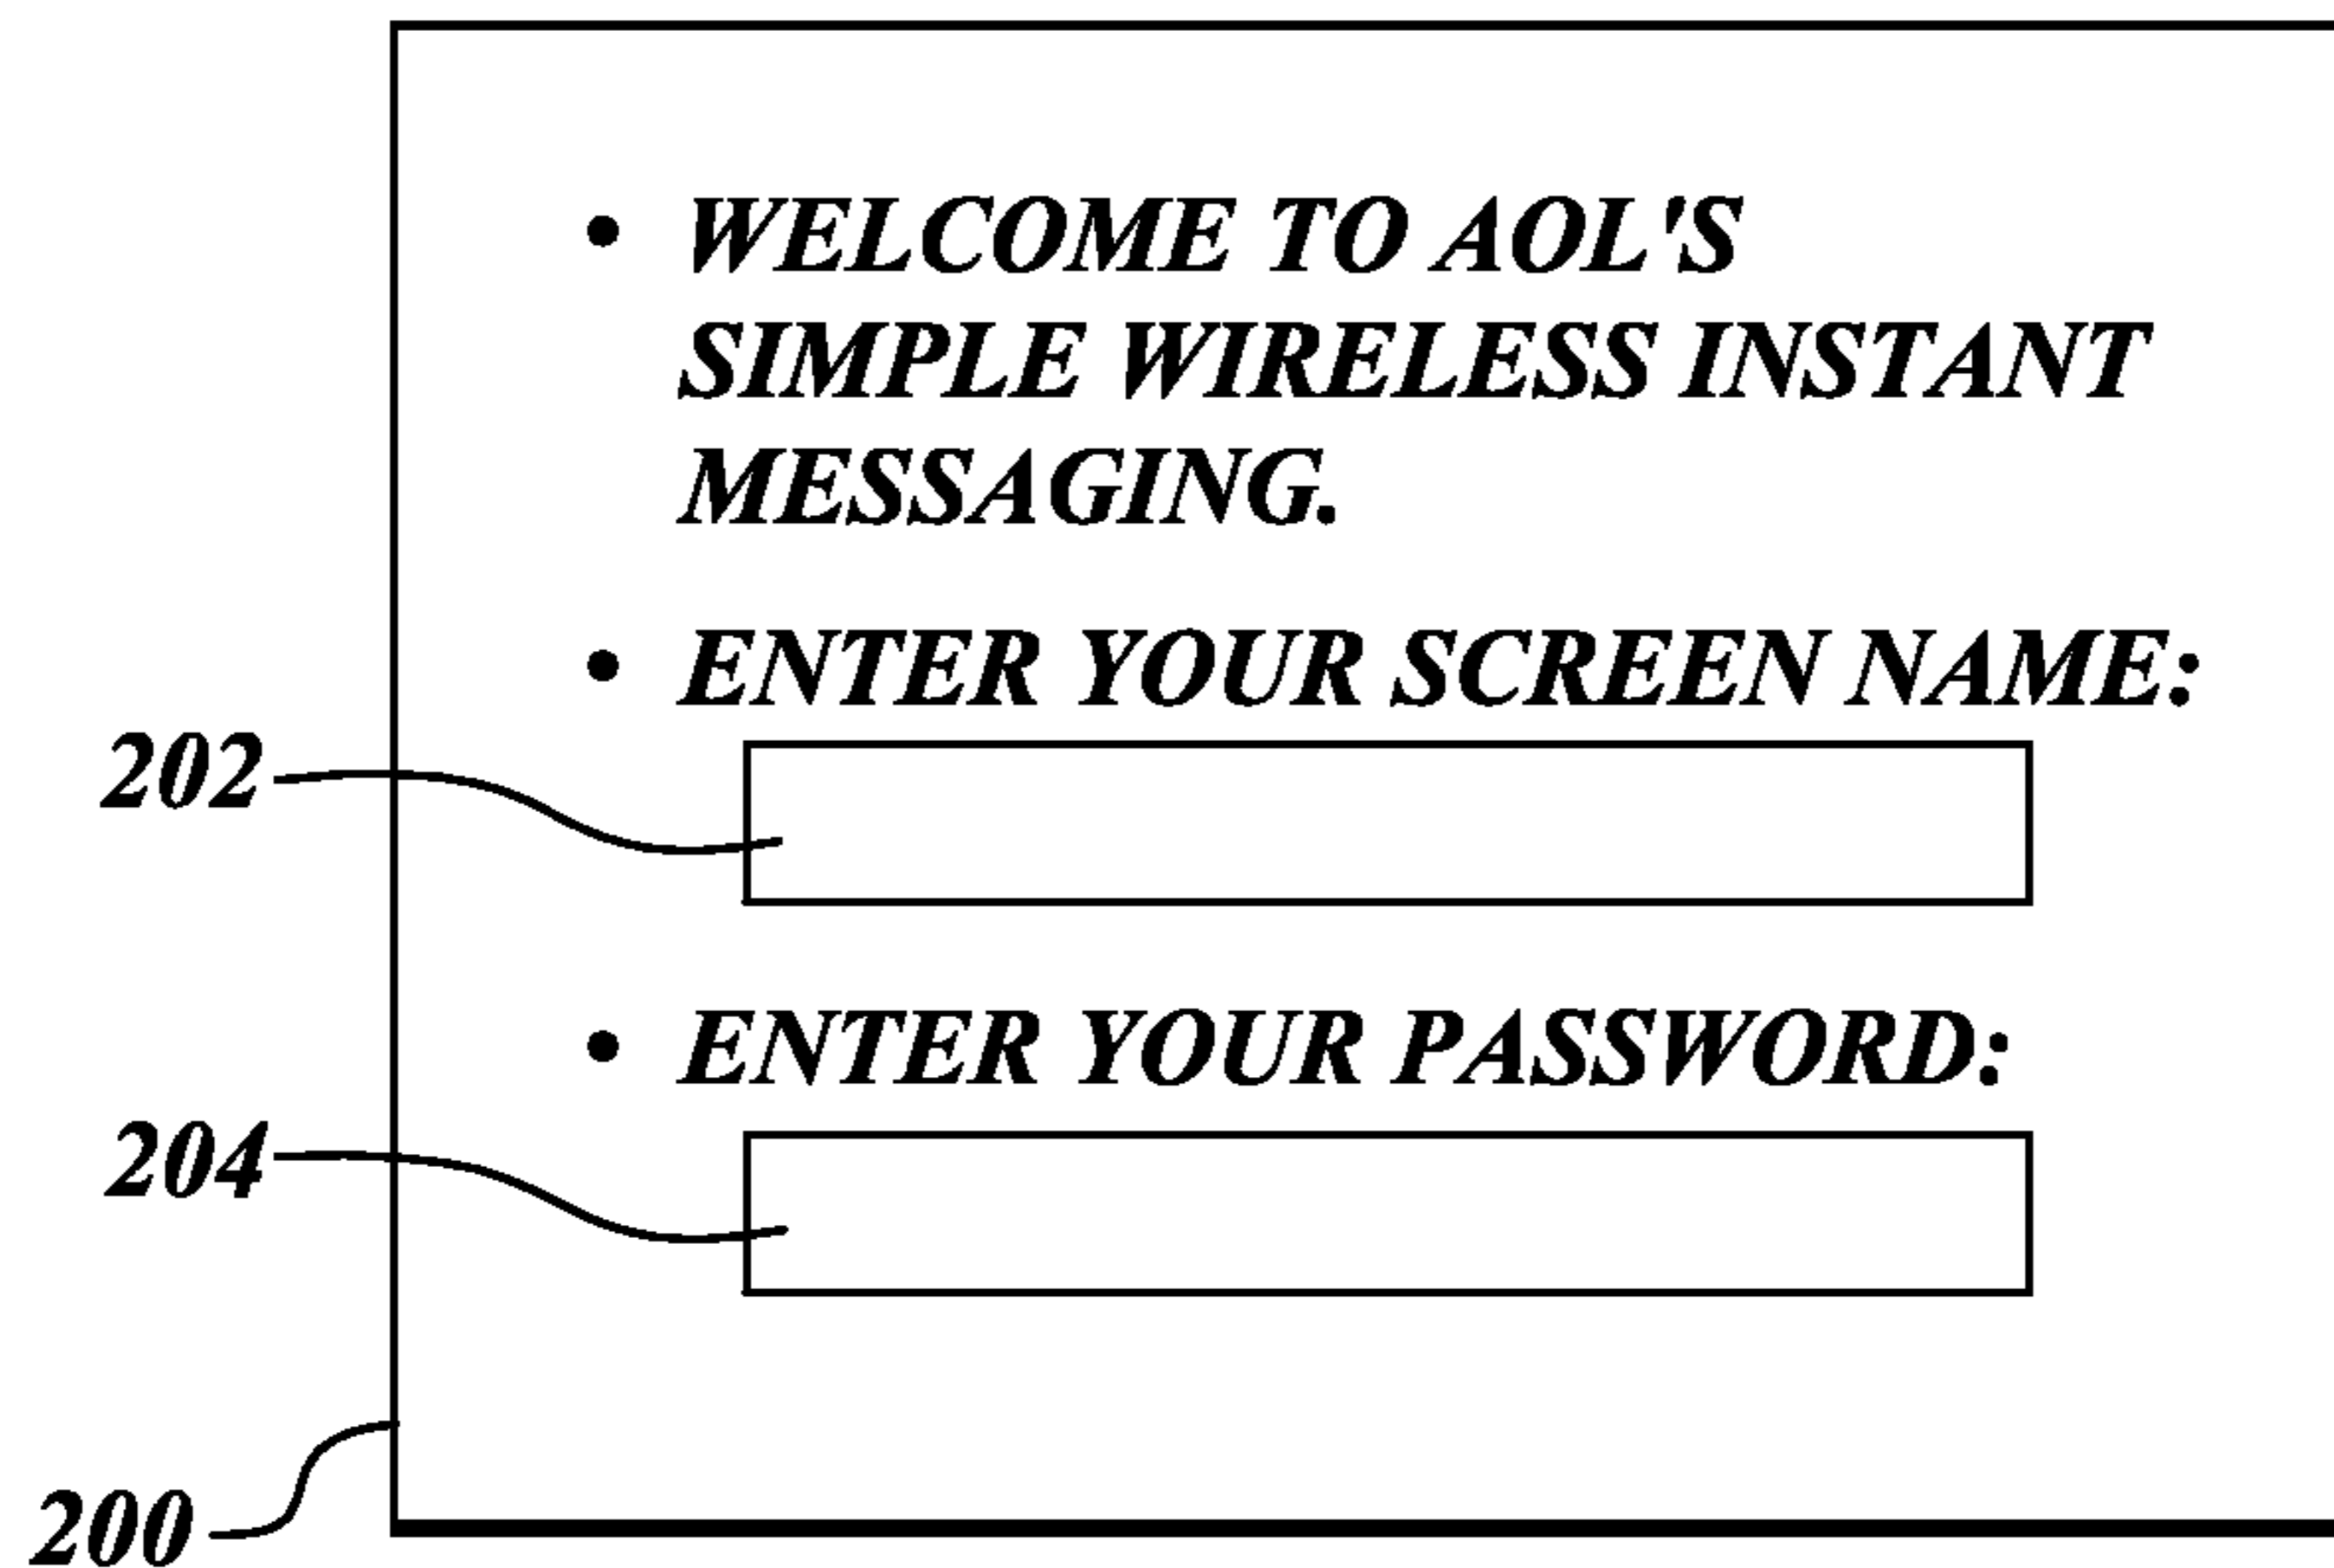 • WELCOME TO AOL'S
SIMPLE WIRELESS INSTANT
MESSAGING.
• ENTER YOUR SCREEN NAME:
202
• ENTER YOUR PASSWORD:
204
200